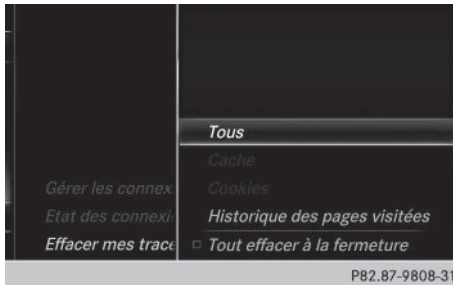 Tous
Cache
Gérer les connex
Cookies
Etat des connexi
Historique des pages visitées
Effacer mes trace
Tout effacer à la fermeture
P82.87-9808-31